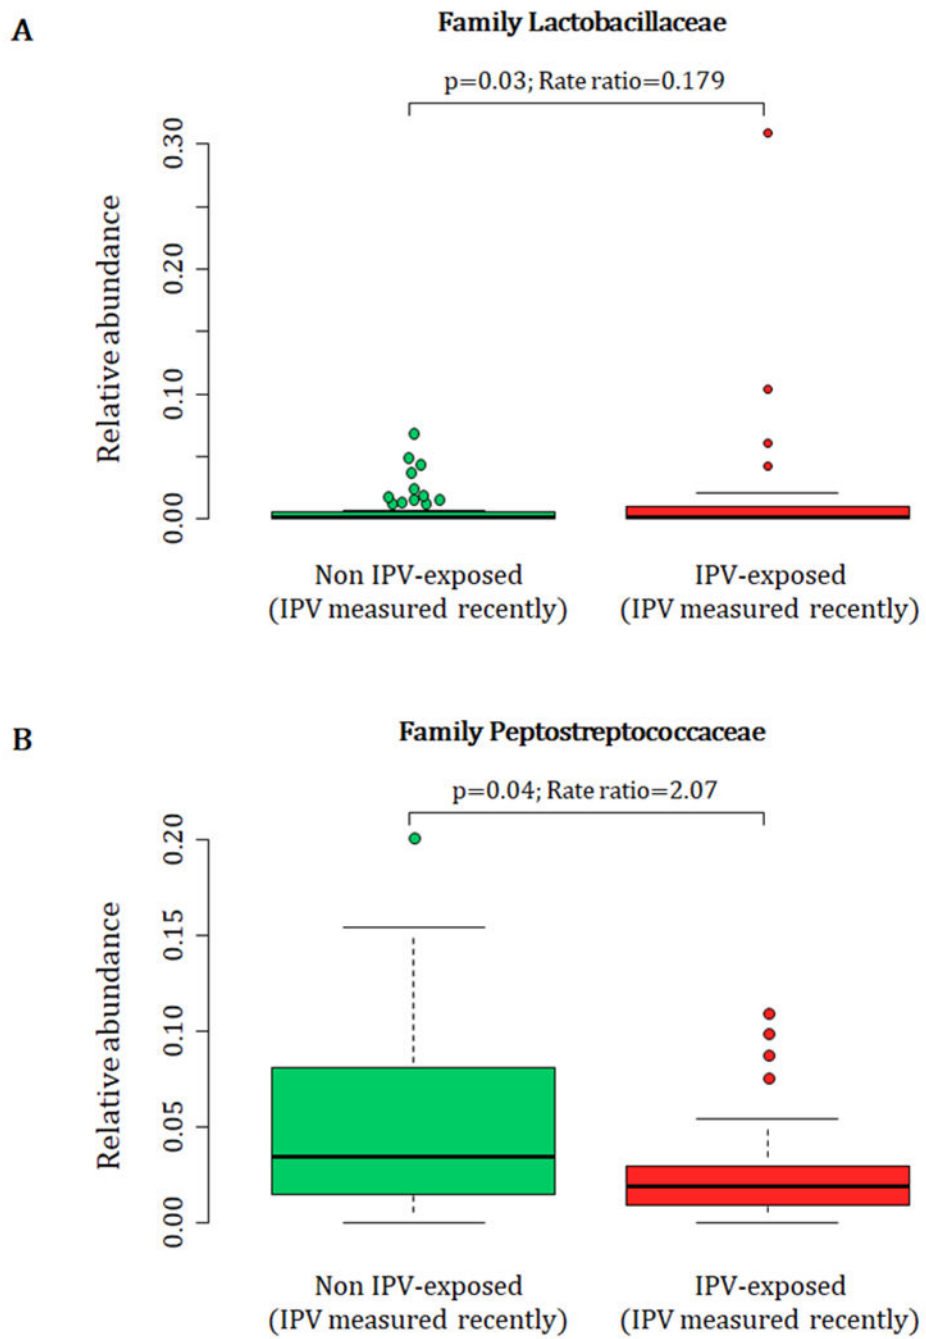 A
Family Lactobacillaceae
p=0.03; Rate ratio=0.179
Relative abundance
0.30
0.20
0.10
0.00
Non IPV-exposed
(IPV measured recently)
IPV-exposed
(IPV measured recently)
B
Family Peptostreptococcaceae
p=0.04; Rate ratio=2.07
Relative abundance
0.20
0.15
0.10
0.05
0.00
Non IPV-exposed
(IPV measured recently)
IPV-exposed
(IPV measured recently)